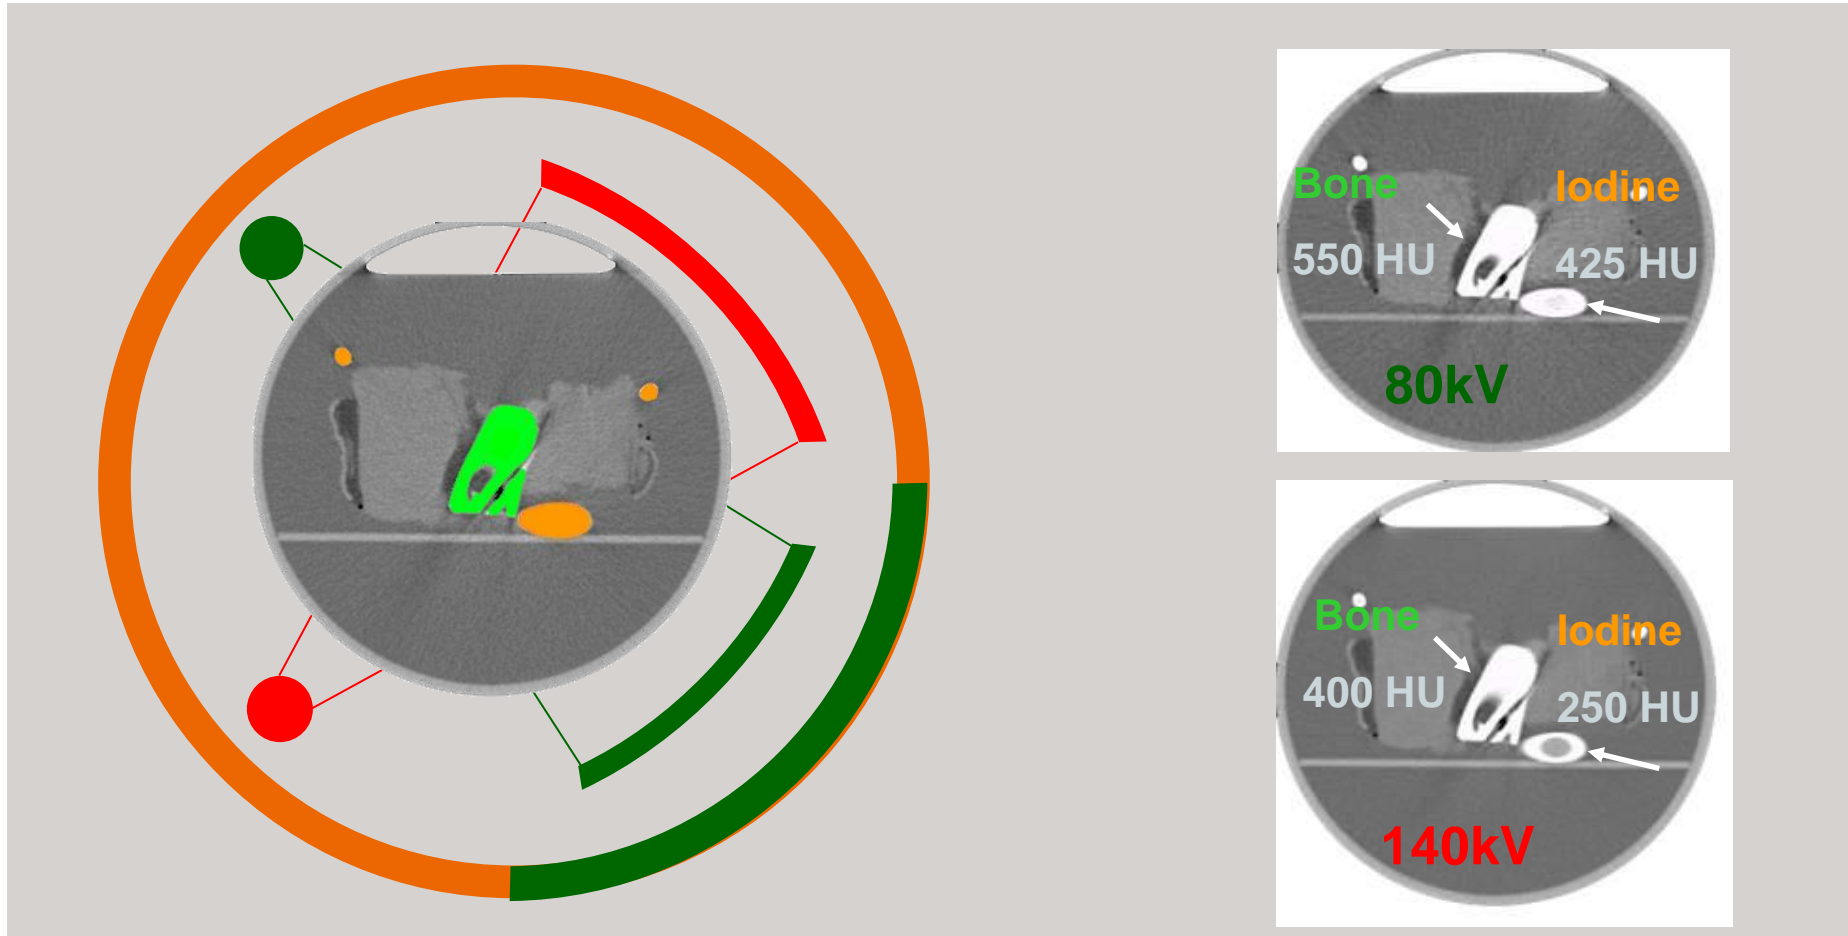 Bone
Iodine
550 HU
425 HU
80kV
Bone
Iodine
400 HU
250 HU
140kV